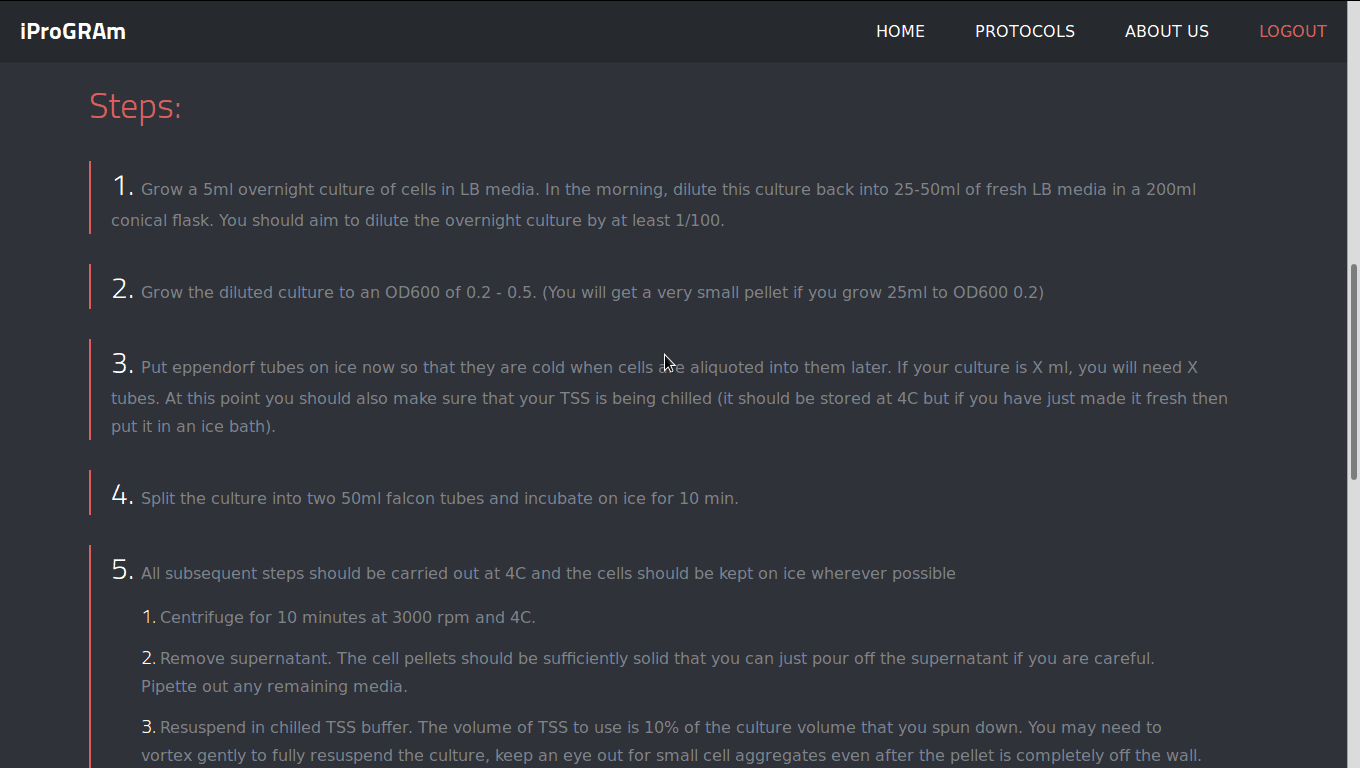 iProGRAm HOME PROTOCOLS ABOUT US LOGOUT
Steps:
1. Grow a 5ml overnight culture of cells in LB media. In the morning, dilute this culture back into 25-50ml of fresh LB media in a 200ml
conical flask. You should aim to dilute the overnight culture by at least 1/100.
2. Grow the diluted culture to an OD600 of 0.2 - 0.5. (You will get a very small pellet if you grow 25ml to OD600 0.2)
3. Put eppendorf tubes on ice now so that they are cold when cells are aliquoted into them later. If your culture is X ml, you will need X
tubes. At this point you should also make sure that your TSS is being chilled (it should be stored at 4C but if you have just made it fresh then
put it in an ice bath).
4. Split the culture into two 50ml falcon tubes and incubate on ice for 10 min.
5. All subsequent steps should be carried out at 4C and the cells should be kept on ice wherever possible
1. Centrifuge for 10 minutes at 3000 rpm and 4C.
2. Remove supernatant. The cell pellets should be sufficiently solid that you can just pour off the supernatant if you are careful.
Pipette out any remaining media.
3. Resuspend in chilled TSS buffer. The volume of TSS to use is 10% of the culture volume that you spun down. You may need to
vortex gently to fully resuspend the culture, keep an eye out for small cell aggregates even after the pellet is completely off the wall.